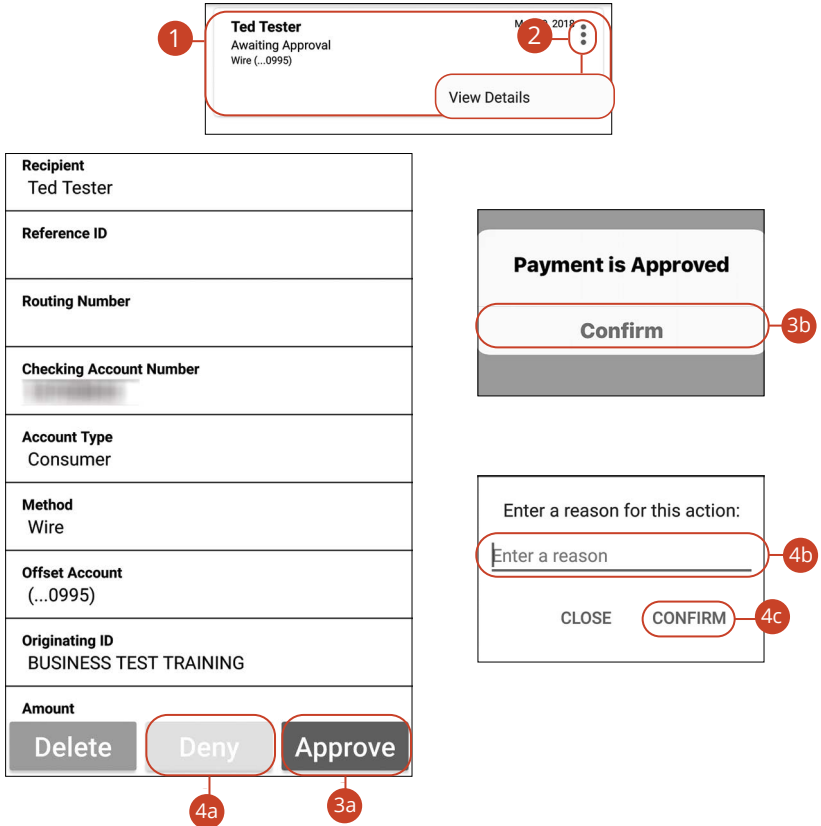 1
Ted Tester
2018
2
Awaiting Approval
Wire (...0995)
View Details
Recipient
Ted Tester
Reference ID
Routing Number
Checking Account Number
Account Type
Consumer
Method
Wire
Offset Account
(...0995)
Originating ID
BUSINESS TEST TRAINING
Amount
Delete
Deny
Approve
4a
3a
Payment is Approved
Confirm
3b
Enter a reason for this action:
Enter a reason
4b
CLOSE
CONFIRM
4c